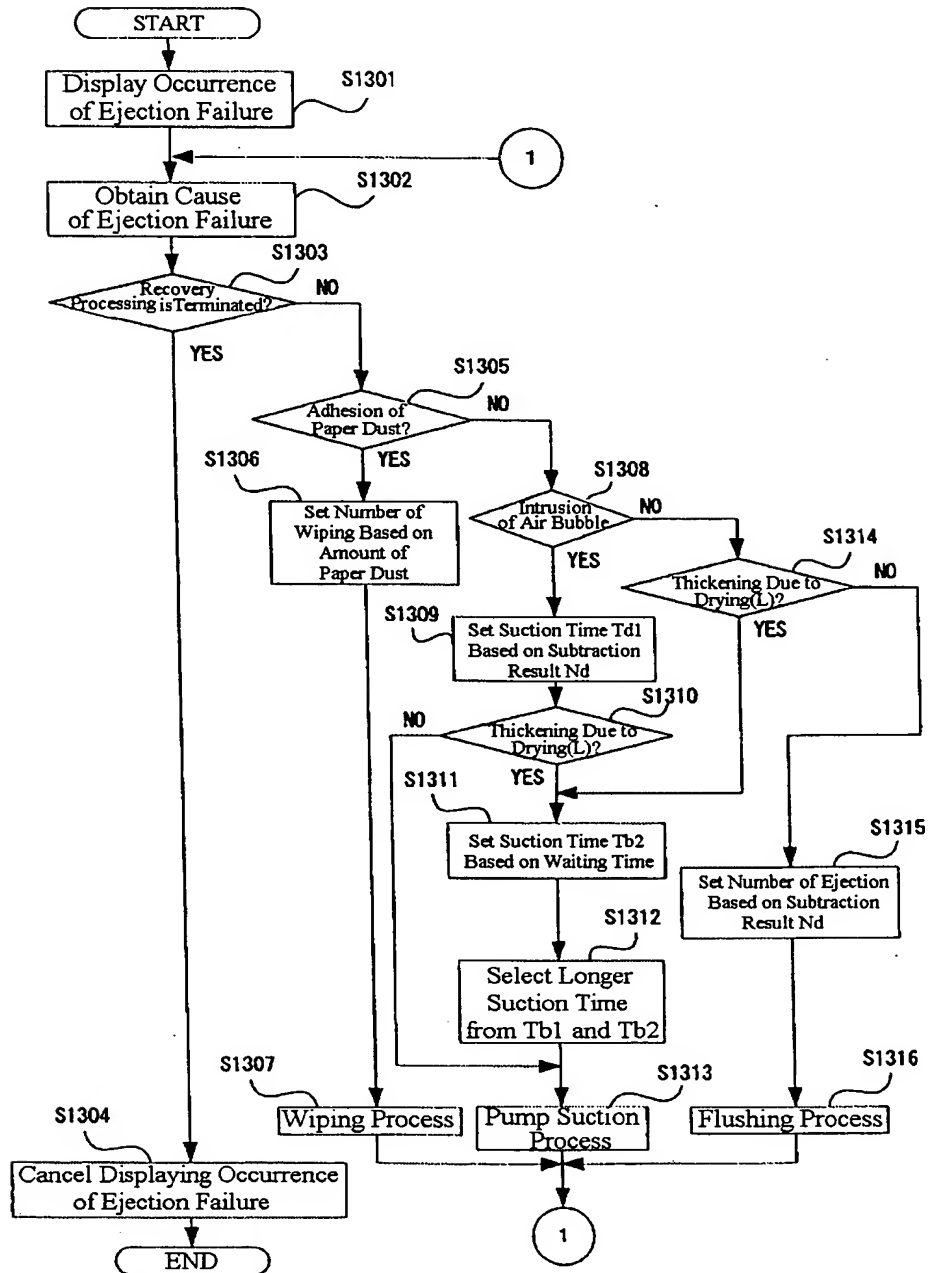 START
S1301
Display Occurrence
of Ejection Failure
1
S1302
Obtain Cause
of Ejection Failure
S1303
Recovery
Processing is Terminated?
NO
YES
S1305
Adhesion of
Paper Dust?
NO
YES
S1306
Set Number of
Wiping Based on
Amount of
Paper Dust
S1308
Intrusion
of Air Bubble
NO
YES
S1314
Thickening Due to
Drying(L)?
NO
YES
S1309
Set Suction Time Td1
Based on Subtraction
Result Nd
S1310
NO
Thickening Due to
Drying(L)?
YES
S1311
Set Suction Time Tb2
Based on Waiting Time
S1315
Set Number of Ejection
Based on Subtraction
Result Nd
S1312
Select Longer
Suction Time
from Tb1 and Tb2
S1307
Wiping Process
S1313
Pump Suction
Process
S1316
Flushing Process
S1304
Cancel Displaying Occurrence
of Ejection Failure
1
END